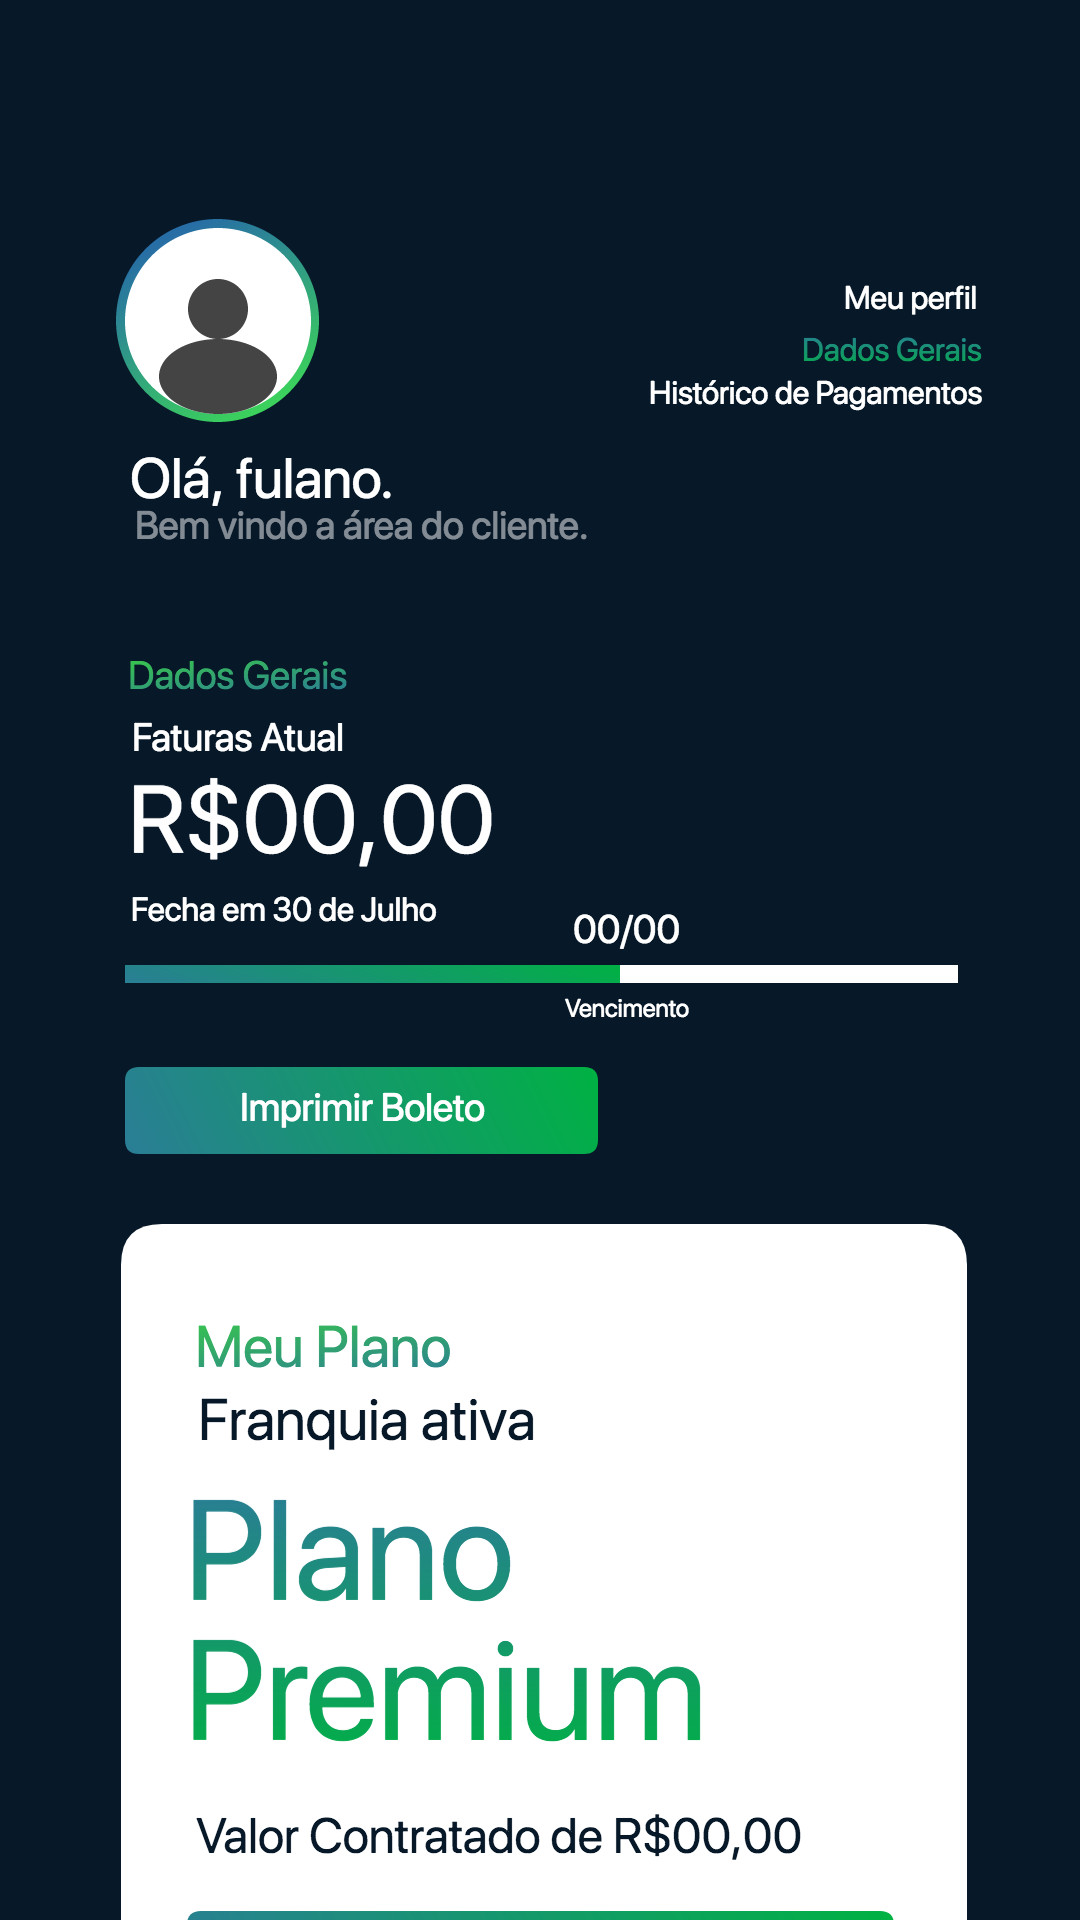 Meu perfil
Dados Gerais
Histórico de Pagamentos
Olá, fulano.
Bem vindo a área do cliente.
Dados Gerais
Faturas Atual
R$00,00
Fecha em 30 de Julho
00/00
Vencimento
Imprimir Boleto
Meu Plano
Franquia ativa
Plano
Premium
Valor Contratado de R$00,00